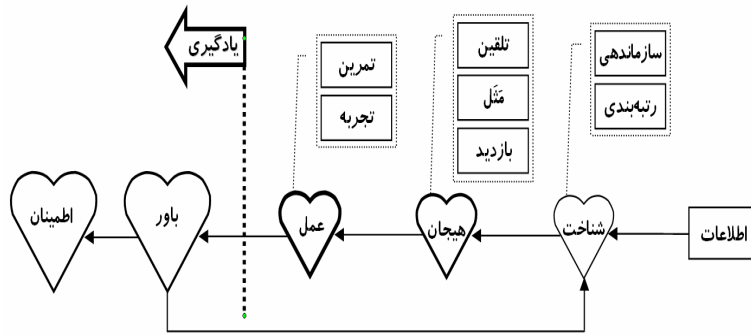 یادگیری
تمرین
تجربه
تلقین
مَثَل
بازدید
سازماندهی
رتبه‌بندی
اطلاعات
شناخت
هیجان
عمل
باور
اطمینان